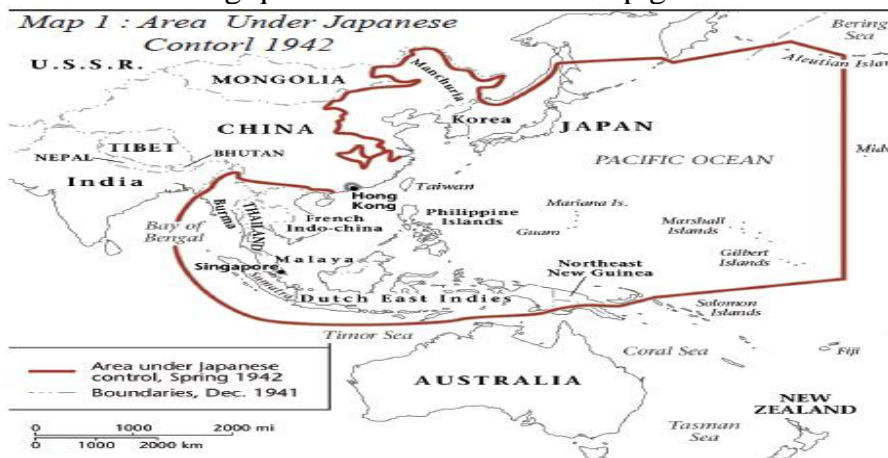 Map 1 : Area Under Japanese
Contorl 1942
Bering
Sea
U.S.S.R.
Aleutian
MONGOLIA
Manchuria
CHINA
Korea
JAPAN
TIBET
NEPAL
BHUTAN
PACIFIC OCEAN
India
Taiwan
Hong
Kong
Mariana Is.
Burma
THAILAND
French
Indo-china
Philippine
Islands
Guam
Marshall
Islands
Bay of
Bengal
Gilbert
Islands
Malaya
Singapore
Northeast
New Guinea
Sumatra
Dutch East Indies
Solomon
Islands
Timor Sea
Coral Sea
Fiji
Area under Japanese
control, Spring 1942
Boundaries, Dec. 1941
AUSTRALIA
NEW
ZEALAND
Tasman
Sea
0 1000 2000 mi
0 1000 2000 km